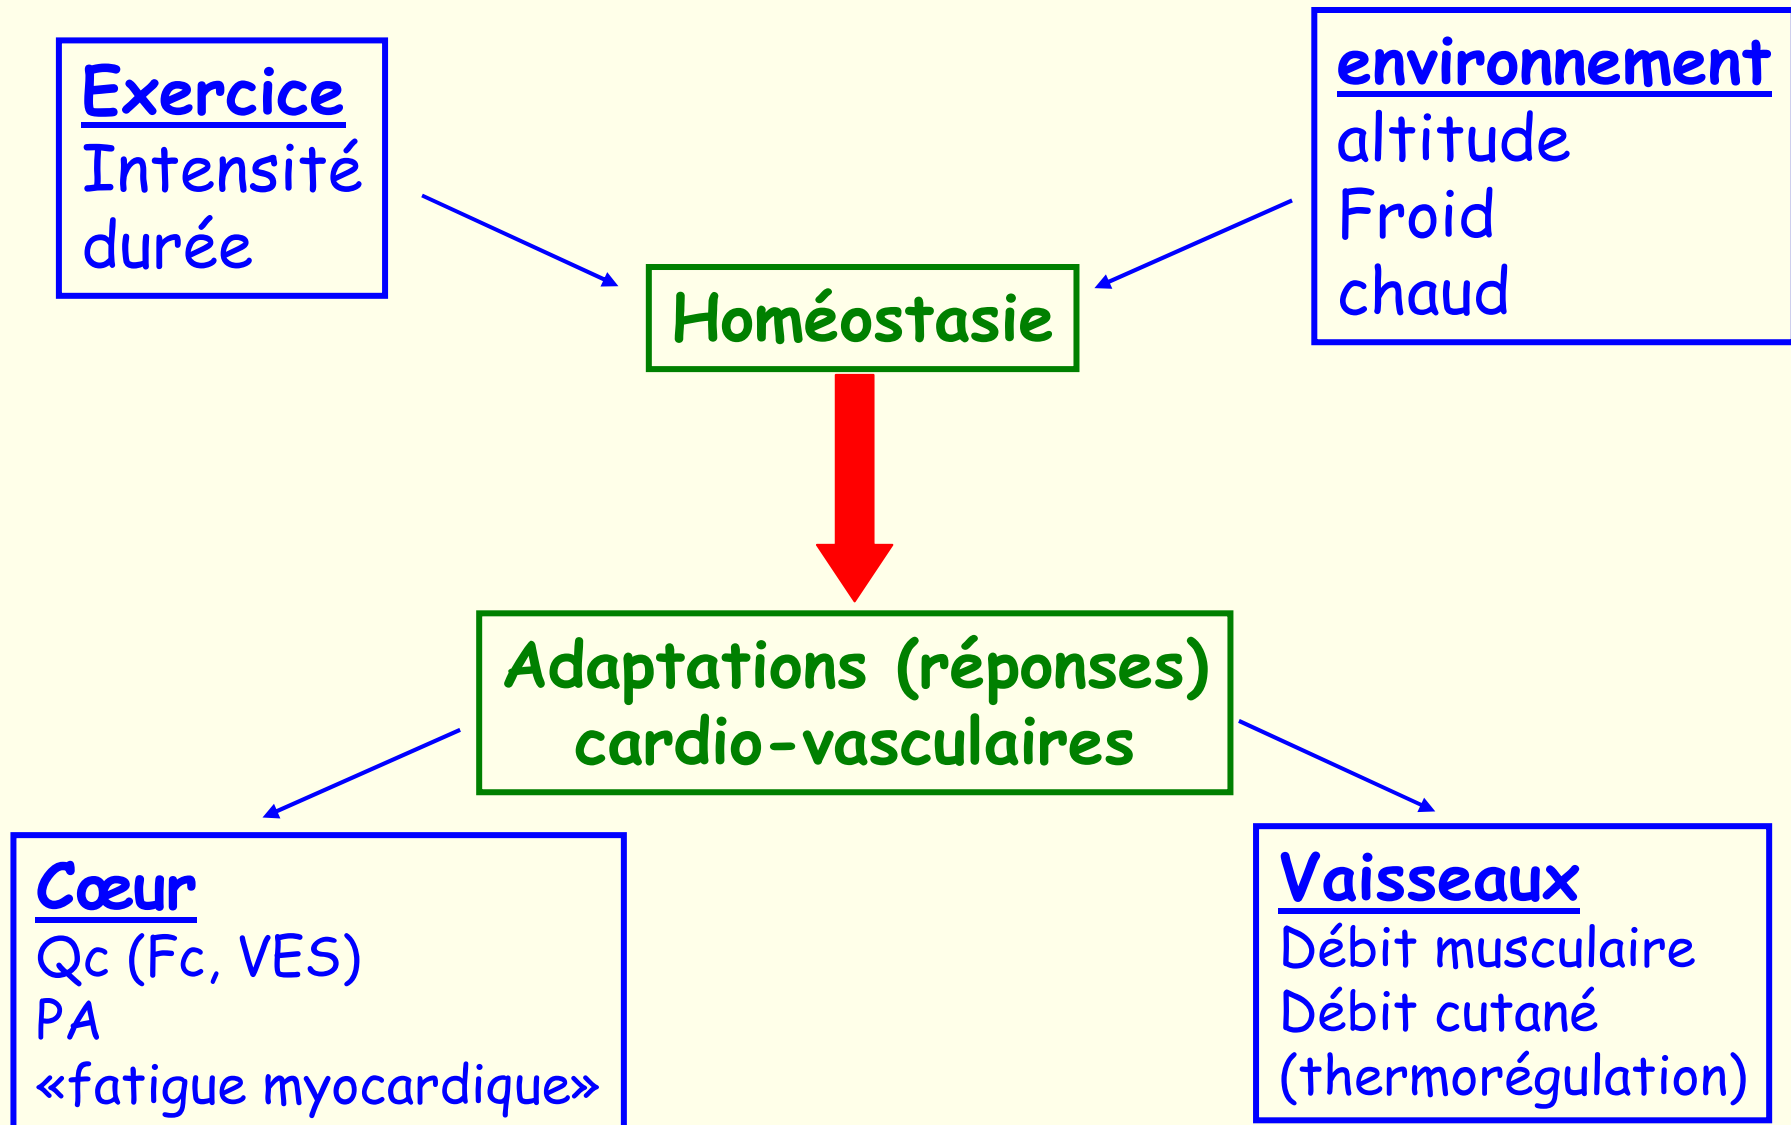 Exercice
Intensité
durée
environnement
altitude
Froid
chaud
Homéostasie
Adaptations (réponses)
cardio-vasculaires
Cœur
Qc (Fc, VES)
PA
«fatigue myocardique»
Vaisseaux
Débit musculaire
Débit cutané
(thermorégulation)